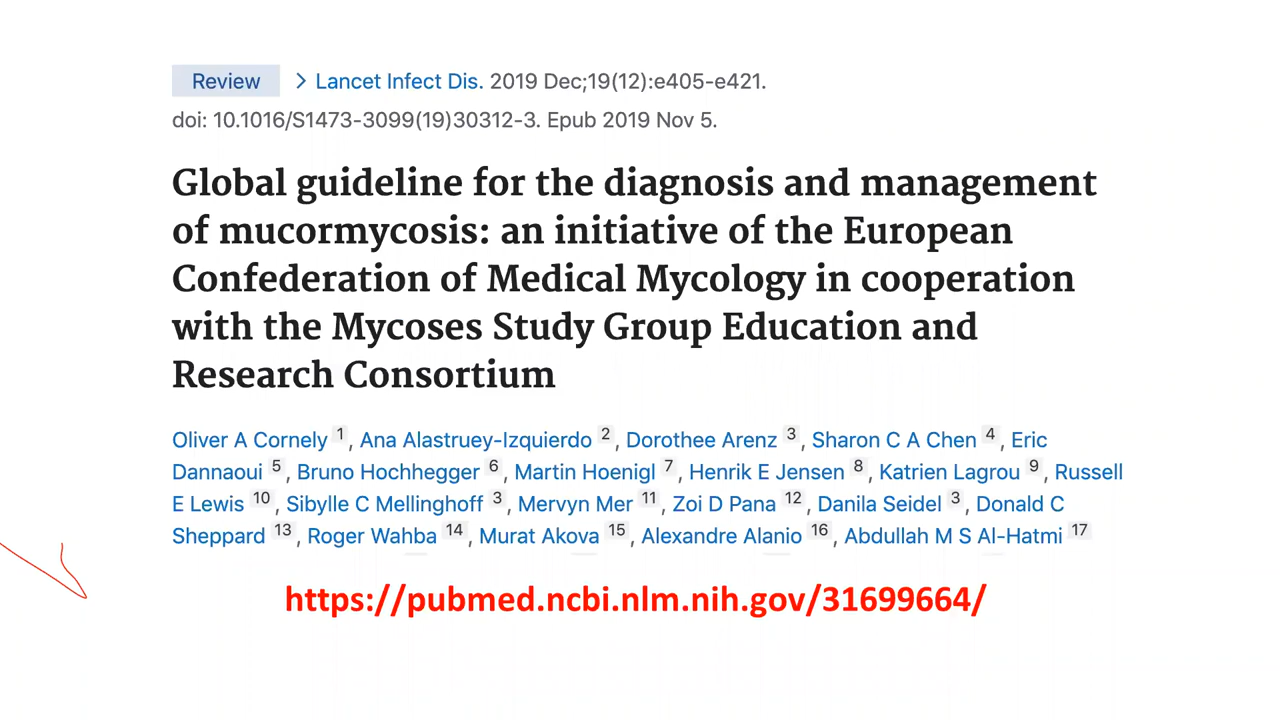 Review > Lancet Infect Dis. 2019 Dec;19(12):e405-e421.
doi: 10.1016/S1473-3099(19)30312-3. Epub 2019 Nov 5.
Global guideline for the diagnosis and management
of mucormycosis: an initiative of the European
Confederation of Medical Mycology in cooperation
with the Mycoses Study Group Education and
Research Consortium
Oliver A Cornely 1, Ana Alastruey-Izquierdo 2, Dorothee Arenz 3, Sharon C A Chen 4, Eric
Dannaoui 5, Bruno Hochhegger 6, Martin Hoenigl 7, Henrik E Jensen 8, Katrien Lagrou 9, Russell
E Lewis 10, Sibylle C Mellinghoff 3, Mervyn Mer 11, Zoi D Pana 12, Danila Seidel 3, Donald C
Sheppard 13, Roger Wahba 14, Murat Akova 15, Alexandre Alanio 16, Abdullah M S Al-Hatmi 17
https://pubmed.ncbi.nlm.nih.gov/31699664/